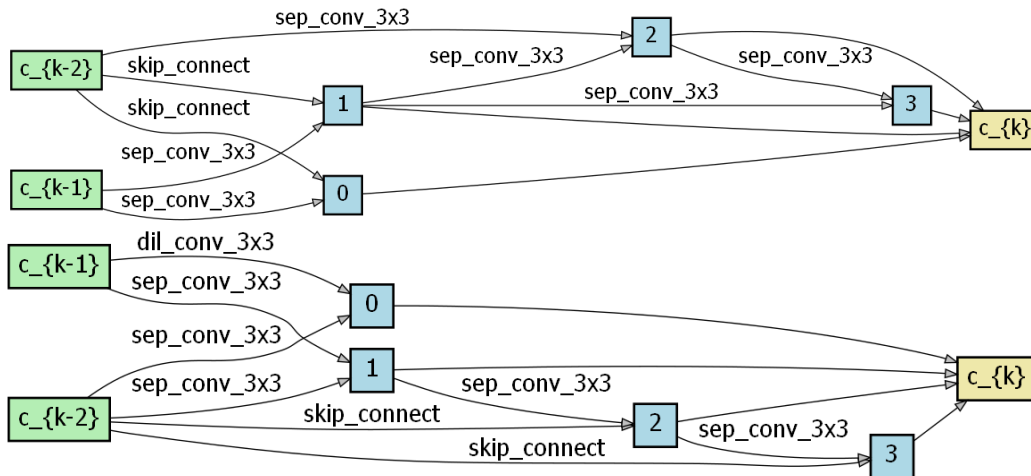 sep_conv_3x3
2
c_{k-2}
skip_connect
sep_conv_3x3
sep_conv_3x3
sep_conv_3x3
1
3
skip_connect
c_{k}
sep_conv_3x3
c_{k-1}
0
sep_conv_3x3
dil_conv_3x3
c_{k-1}
sep_conv_3x3
0
sep_conv_3x3
1
c_{k}
sep_conv_3x3
sep_conv_3x3
c_{k-2}
skip_connect
2
sep_conv_3x3
skip_connect
3